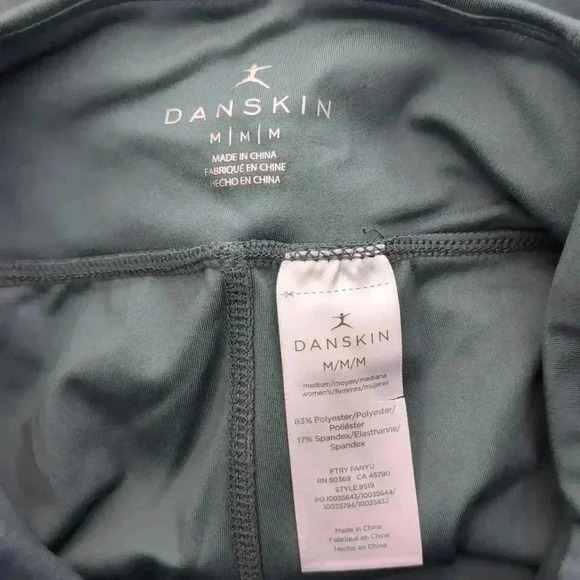 DANSKIN
M | M | M
MADE IN CHINA
FABRIQUÉ EN CHINE
HECHO EN CHINA
DANSKIN
M/M/M
medium/moyen/mediana
women's/femmes/mujeres
83% Polyester/Polyester/
Poliéster
17% Spandex/Elasthanne/
Spandex
FTRY FANYU
RN 50369 CA 45790
STYLE 8519
PO 10035643/10035644/
10035794/10035832
Made in China
Fabriqué en Chine
Hecho en China